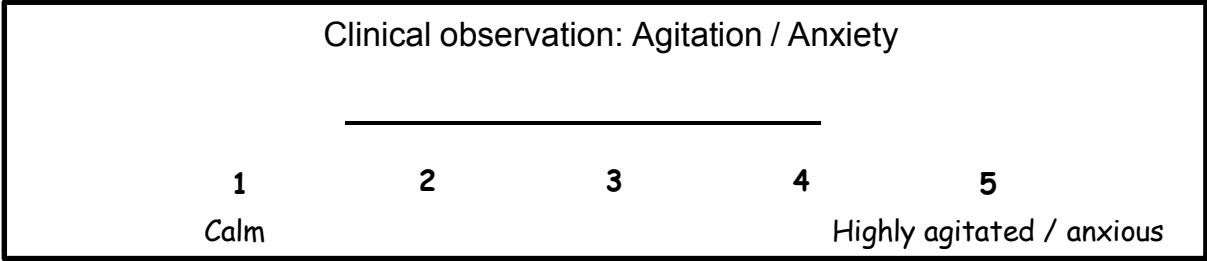 Clinical observation: Agitation / Anxiety
1 2 3 4 5
Calm Highly agitated / anxious